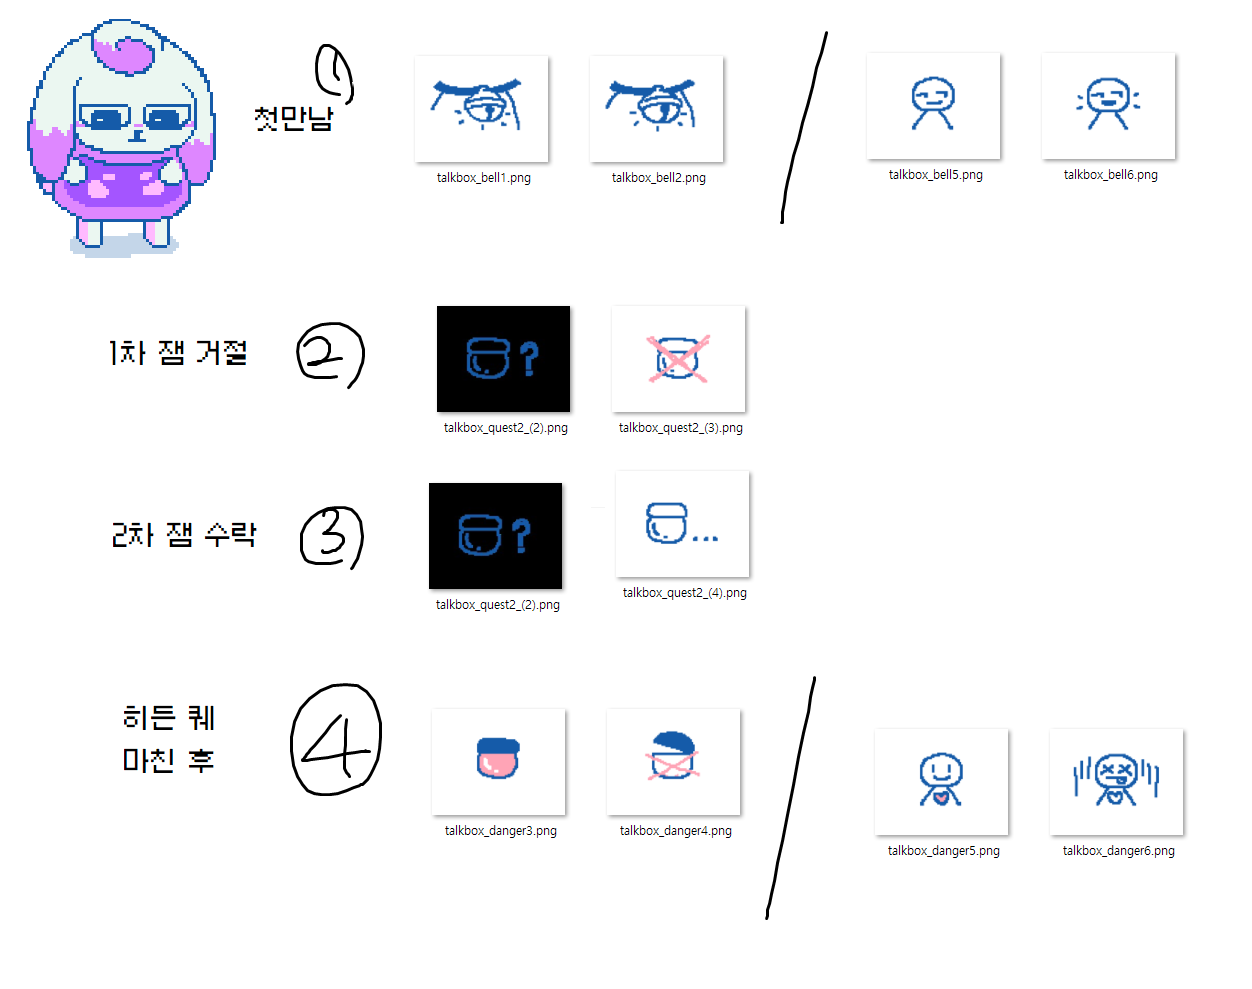 첫만남 1
talkbox_bell1.png talkbox_bell2.png talkbox_bell5.png talkbox_bell6.png
1차 잼 거절 2
?
talkbox_quest2_(2).png talkbox_quest2_(3).png
2차 잼 수락 3
? ...
talkbox_quest2_(2).png talkbox_quest2_(4).png
히든 퀘
마친 후 4
talkbox_danger3.png talkbox_danger4.png talkbox_danger5.png talkbox_danger6.png